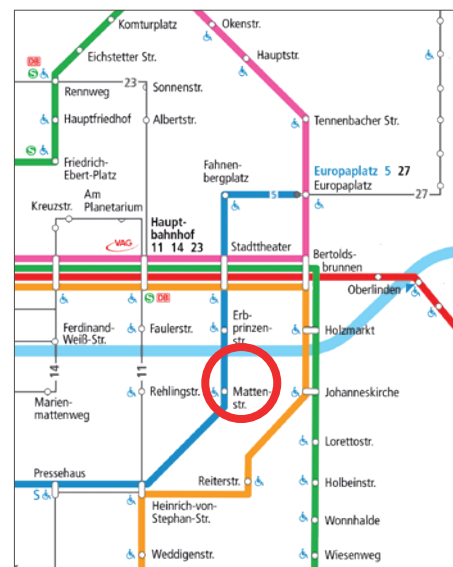 Komturplatz
Okenstr.
Eichstetter Str.
Hauptstr.
DB
S
23
Rennweg
Sonnenstr.
Hauptfriedhof
Albertstr.
Tennenbacher Str.
S
Friedrich-
Ebert-Platz
Fahnen-
bergplatz
Europaplatz 5 27
Europaplatz
5
27
Kreuzstr.
Am
Planetarium
VAG
Haupt-
bahnhof
11 14 23
Stadttheater
Bertolds-
brunnen
Oberlinden
S DB
Ferdinand-
Weiß-Str.
Faulerstr.
Erb-
prinzen-
str.
Holzmarkt
14
11
Marien-
mattenweg
Rehlingstr.
Matten-
str.
Johanneskirche
Lorettostr.
Pressehaus
S
Reiterstr.
Holbeinstr.
Heinrich-von-
Stephan-Str.
Wonnhalde
Weddigenstr.
Wiesenweg